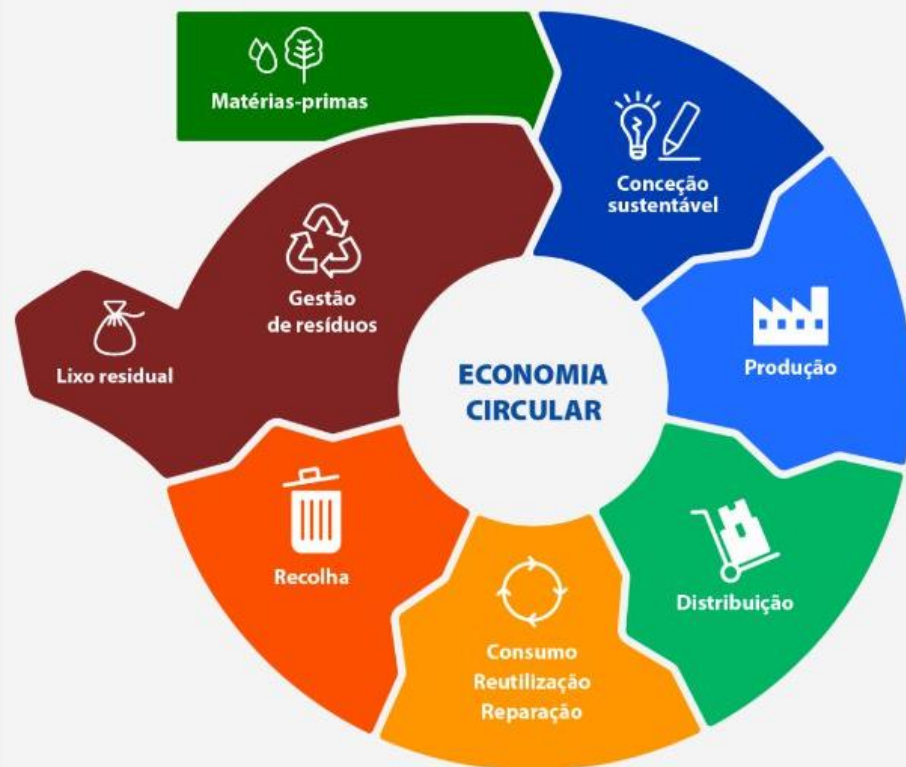 Matérias-primas
Conceção
sustentável
Produção
Distribuição
Consumo
Reutilização
Reparação
Recolha
Gestão
de resíduos
Lixo residual
ECONOMIA
CIRCULAR